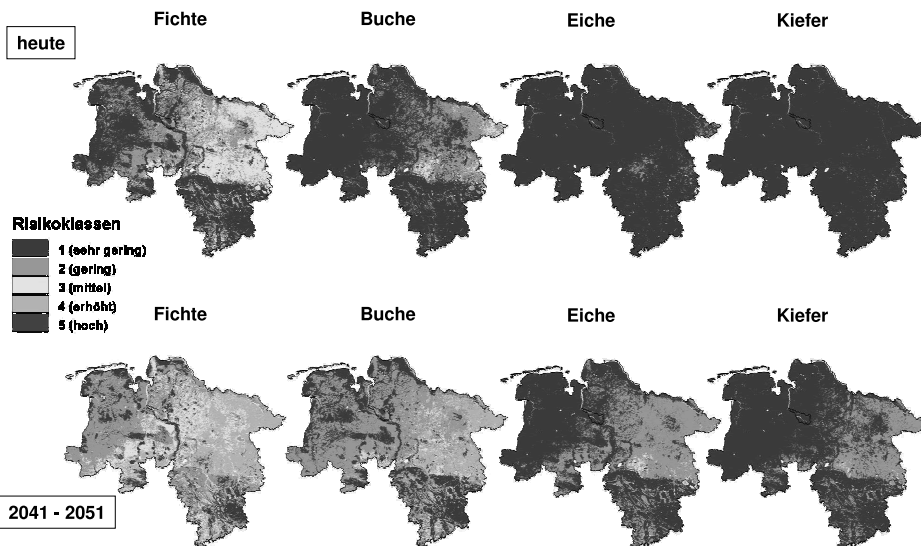 Fichte Buche Eiche Kiefer
heute
Risikoklassen
1 (sehr gering)
2 (gering)
3 (mittel)
4 (erhöht)
5 (hoch)
Fichte Buche Eiche Kiefer
2041 - 2051